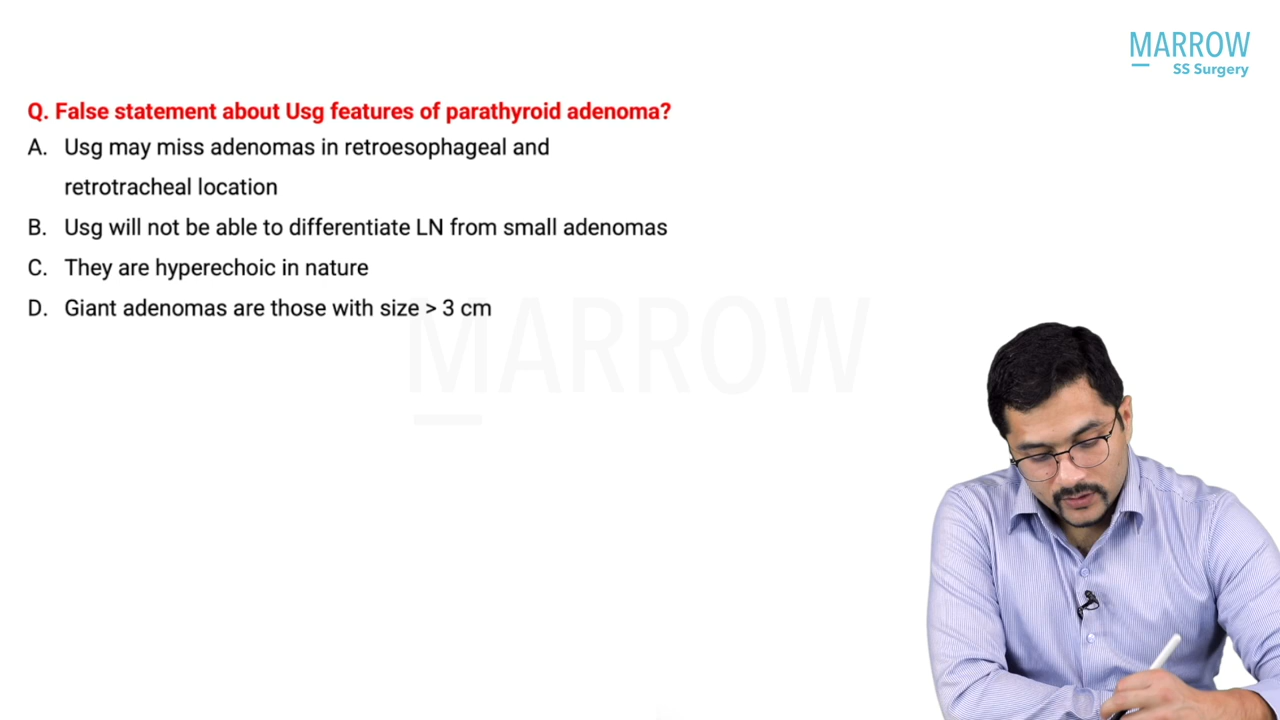 MARROW
SS Surgery
Q. False statement about Usg features of parathyroid adenoma?
A. Usg may miss adenomas in retroesophageal and
retrotracheal location
B. Usg will not be able to differentiate LN from small adenomas
C. They are hyperechoic in nature
D. Giant adenomas are those with size > 3 cm
MARROW